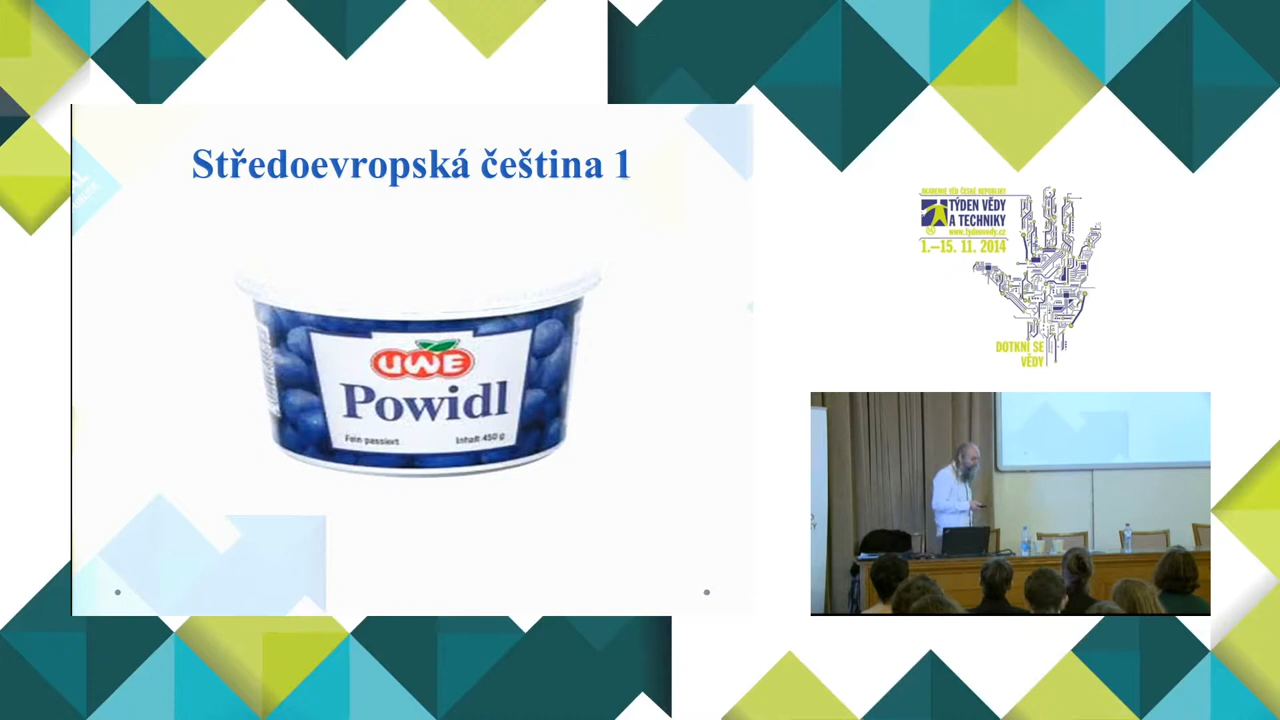 Středoevropská čeština 1
UWE
Powidl
Fein passiert
Inhalt 450 g
AKADEMIE VĚD ČESKÉ REPUBLIKY
TÝDEN VĚDY
A TECHNIKY
www.tydenvedy.cz
1.–15. 11. 2014
DOTKNI SE
VĚDY